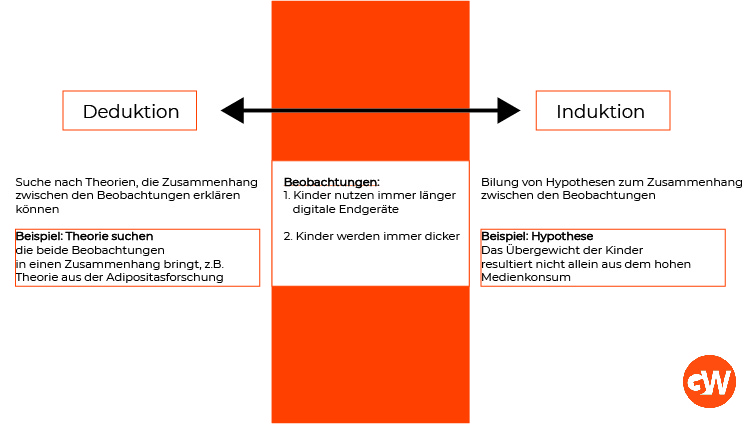 Deduktion
Induktion
Suche nach Theorien, die Zusammenhang
zwischen den Beobachtungen erklären
können
Beispiel: Theorie suchen
die beide Beobachtungen
in einen Zusammenhang bringt, z.B.
Theorie aus der Adipositasforschung
Beobachtungen:
1. Kinder nutzen immer länger
digitale Endgeräte
2. Kinder werden immer dicker
Bilung von Hypothesen zum Zusammenhang
zwischen den Beobachtungen
Beispiel: Hypothese
Das Übergewicht der Kinder
resultiert nicht allein aus dem hohen
Medienkonsum
cW